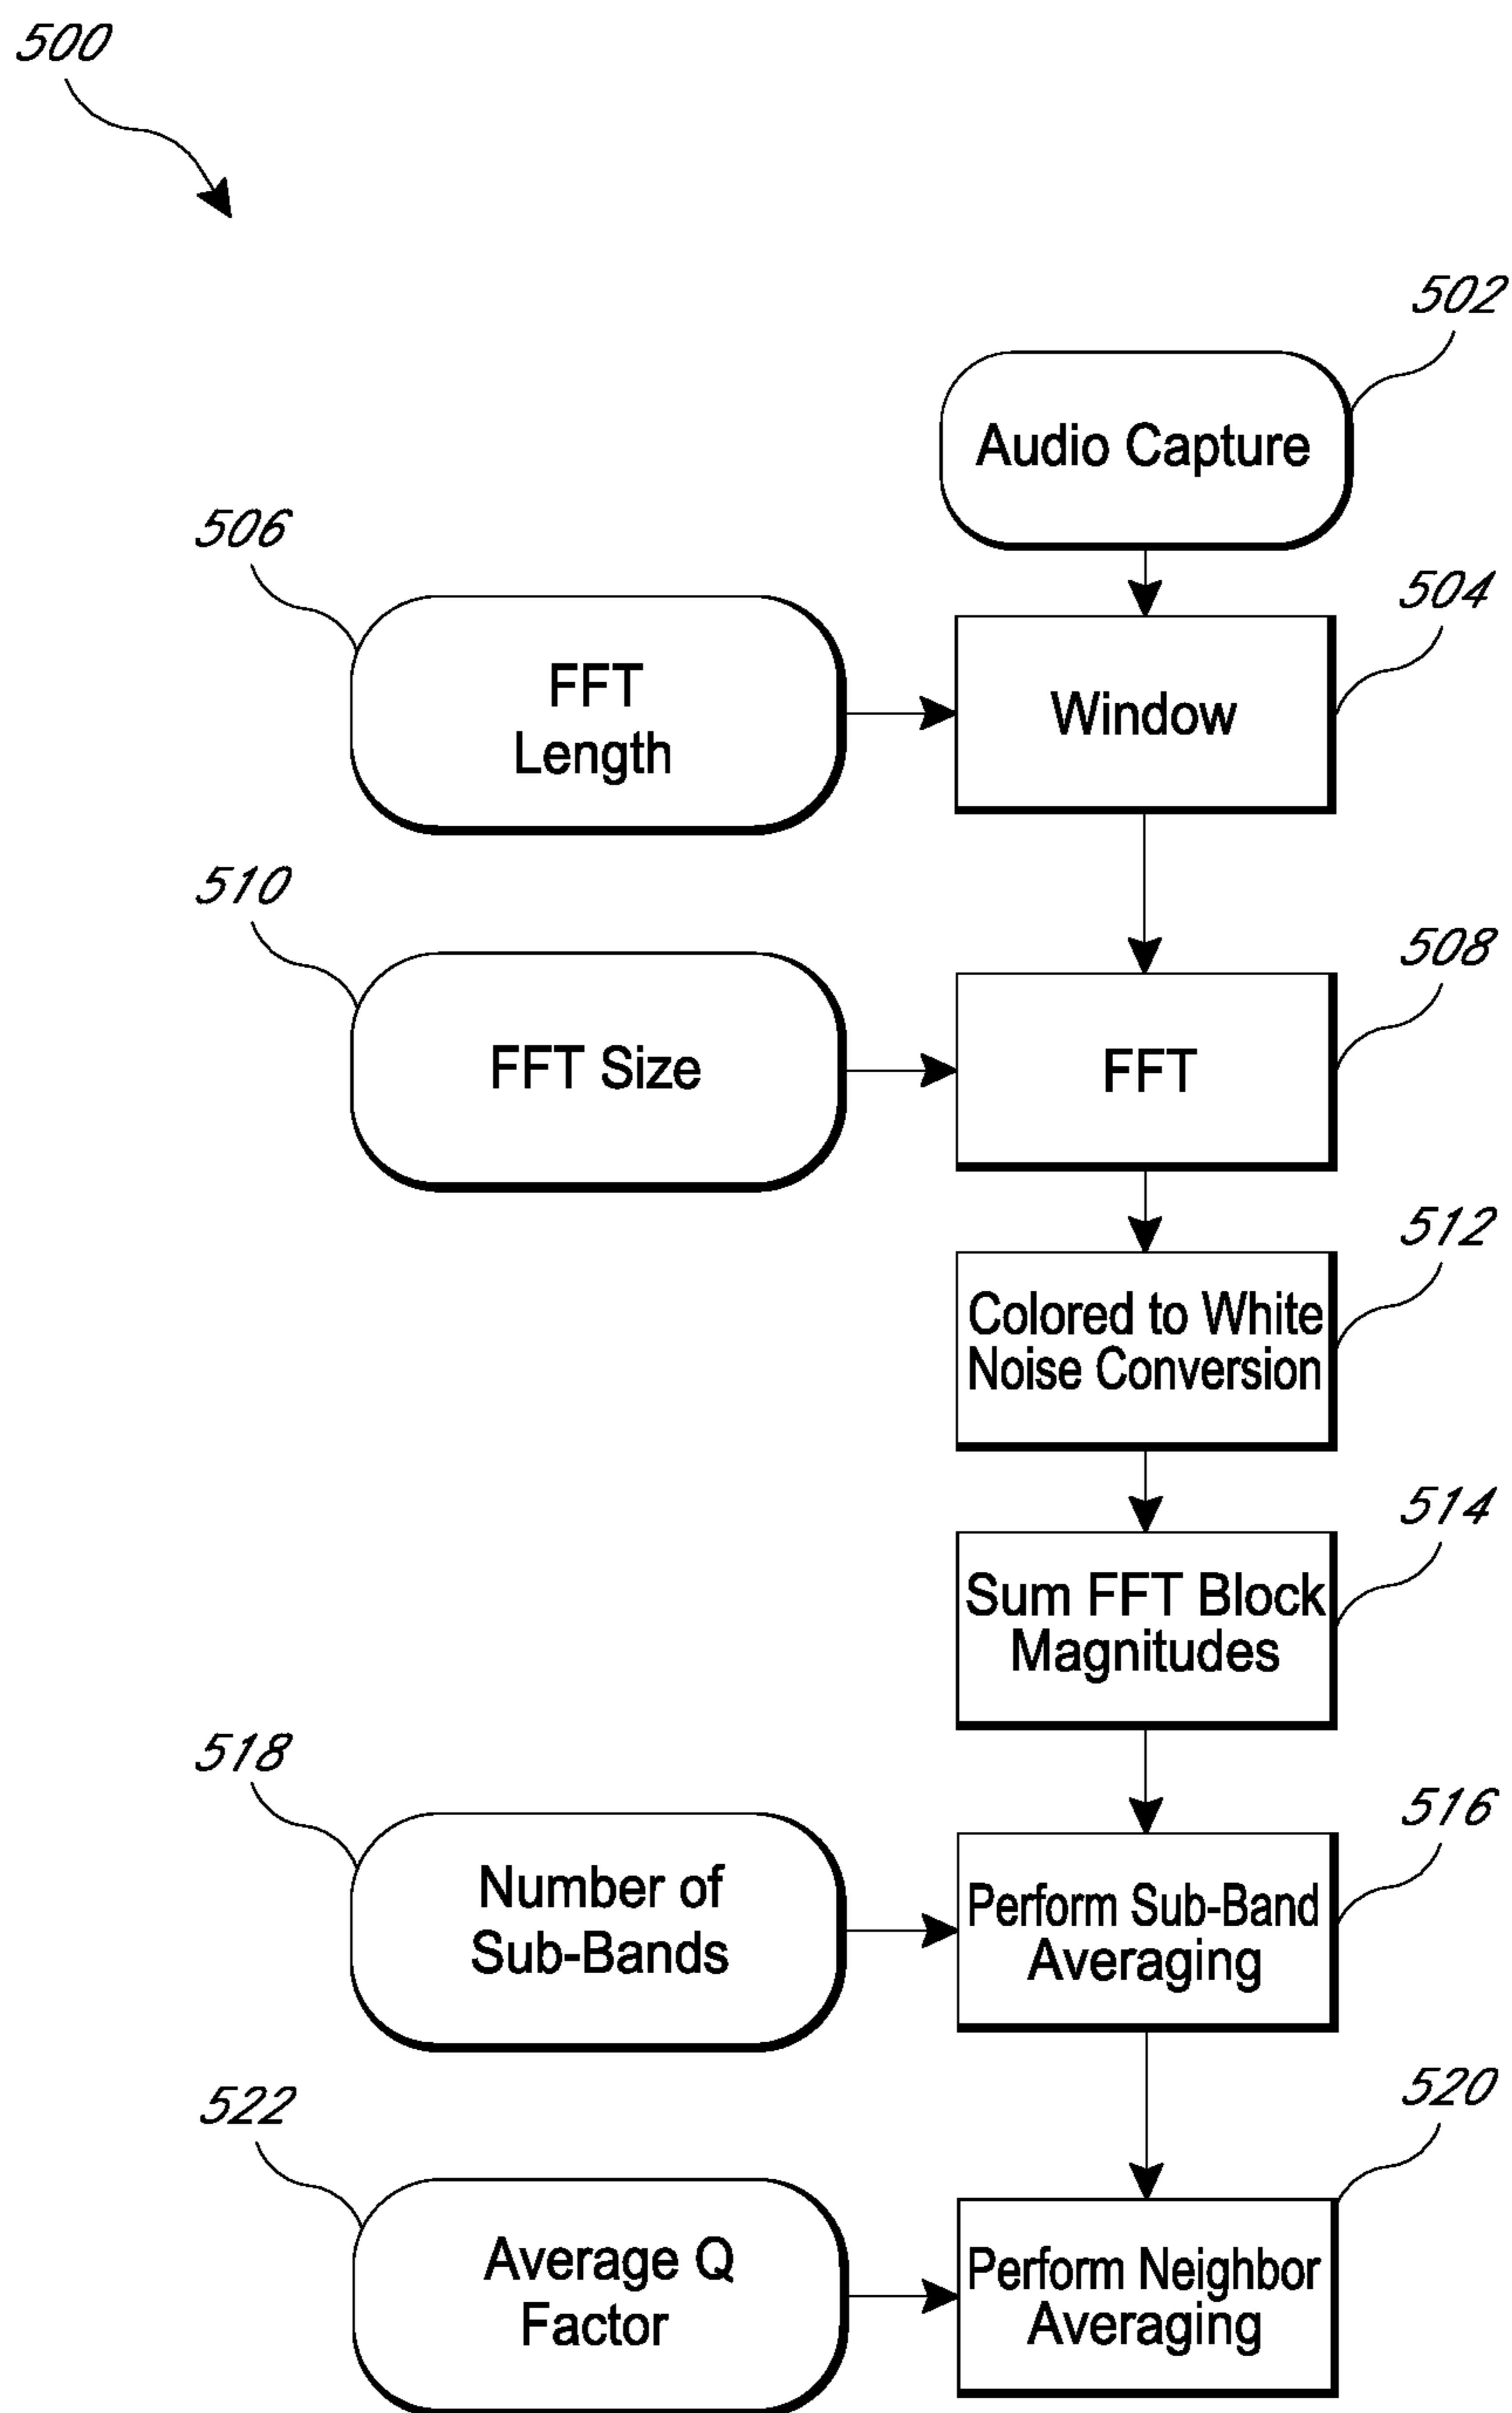 500
502
Audio Capture
506
504
FFT
Length
Window
510
508
FFT Size
FFT
512
Colored to White
Noise Conversion
514
Sum FFT Block
Magnitudes
518
516
Number of
Sub-Bands
Perform Sub-Band
Averaging
522
520
Average Q
Factor
Perform Neighbor
Averaging